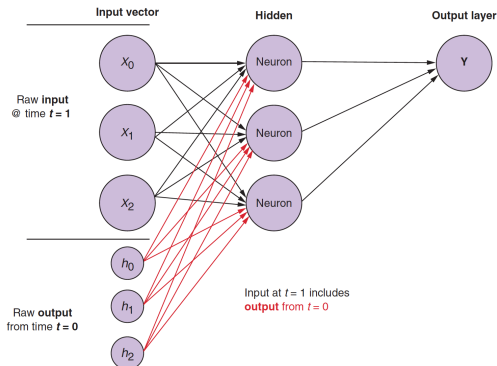 Input vector
Hidden
Output layer
X0
Neuron
Y
Raw input
@ time t = 1
X1
Neuron
X2
Neuron
h0
Raw output
from time t = 0
h1
h2
Input at t = 1 includes
output from t = 0